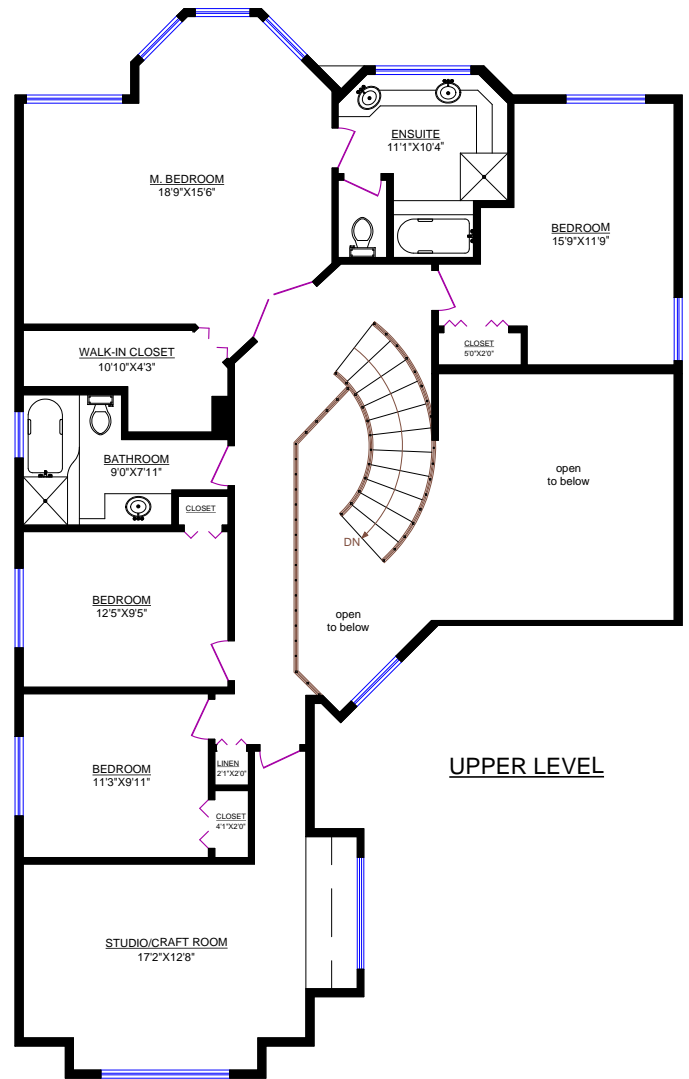 ENSUITE
11'1"X10'4"
M. BEDROOM
18'9"X15'6"
BEDROOM
15'9"X11'9"
WALK-IN CLOSET
10'10"X4'3"
CLOSET
5'0"X2'0"
BATHROOM
9'0"X7'11"
open
to below
CLOSET
DN
BEDROOM
12'5"X9'5"
open
to below
BEDROOM
11'3"X9'11"
LINEN
2'1"X2'0"
UPPER LEVEL
CLOSET
4'1"X2'0"
STUDIO/CRAFT ROOM
17'2"X12'8"